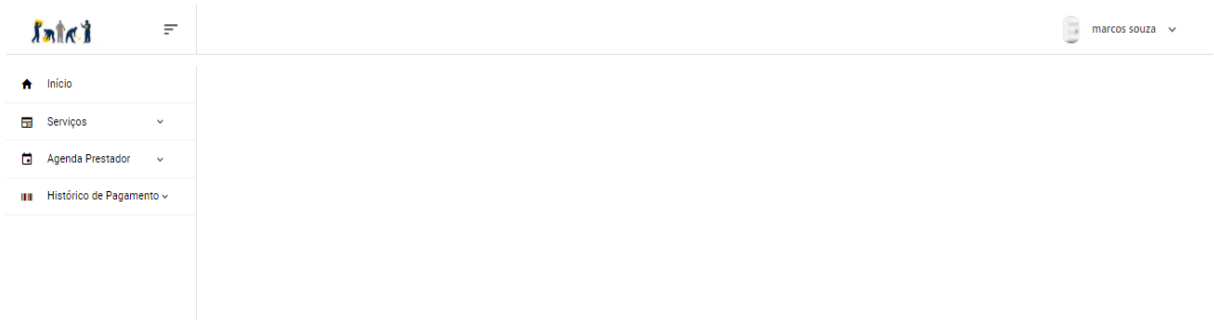 marcos souza
Início
Serviços
Agenda Prestador
Histórico de Pagamento